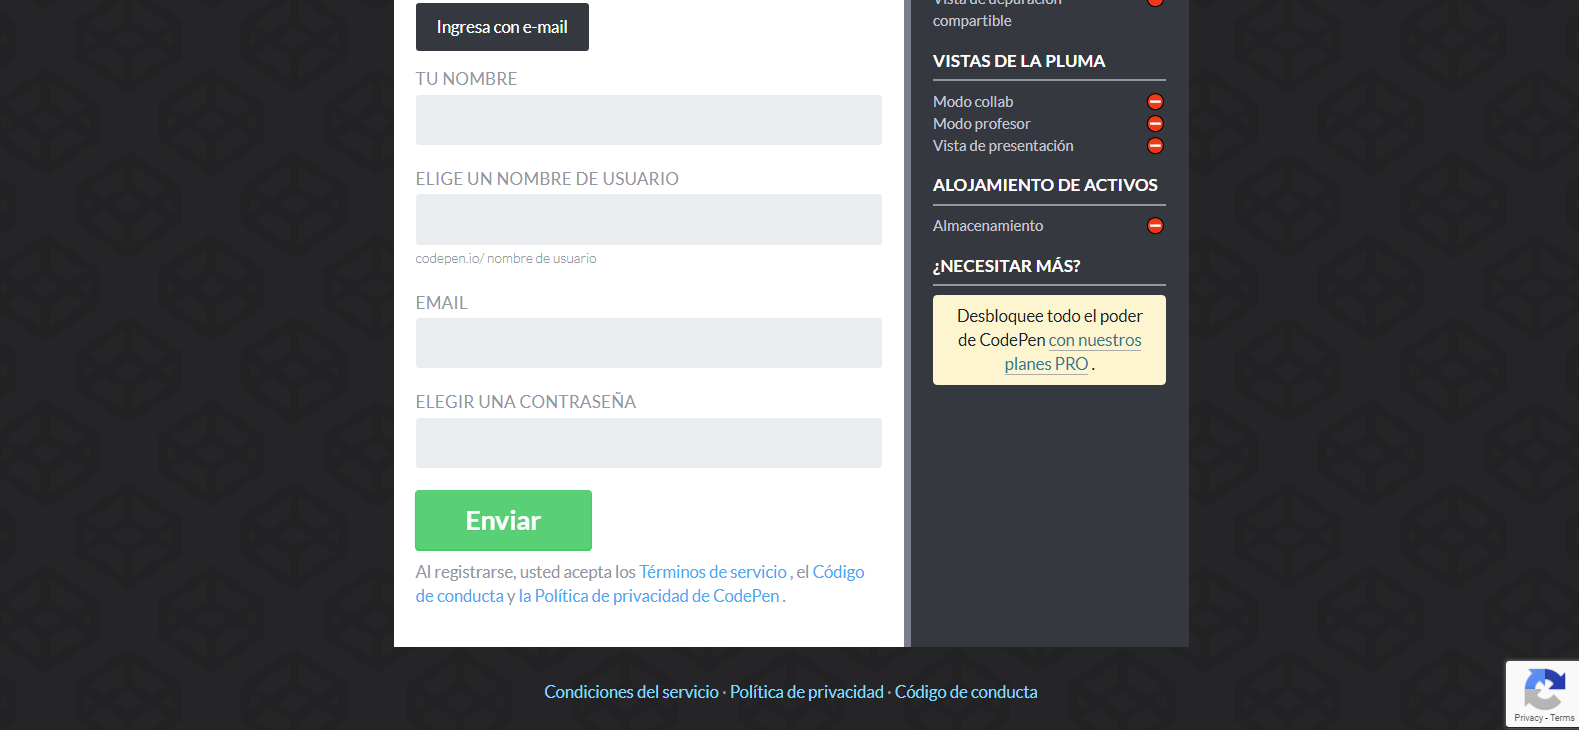 Ingresa con e-mail
TU NOMBRE
ELIGE UN NOMBRE DE USUARIO
codepen.io/ nombre de usuario
EMAIL
ELEGIR UNA CONTRASEÑA
Enviar
Al registrarse, usted acepta los Términos de servicio , el Código
de conducta y la Política de privacidad de CodePen .
Vista de depuración
compartible
VISTAS DE LA PLUMA
Modo collab
Modo profesor
Vista de presentación
ALOJAMIENTO DE ACTIVOS
Almacenamiento
¿NECESITAR MÁS?
Desbloquee todo el poder
de CodePen con nuestros
planes PRO .
Condiciones del servicio · Política de privacidad · Código de conducta
Privacy - Terms